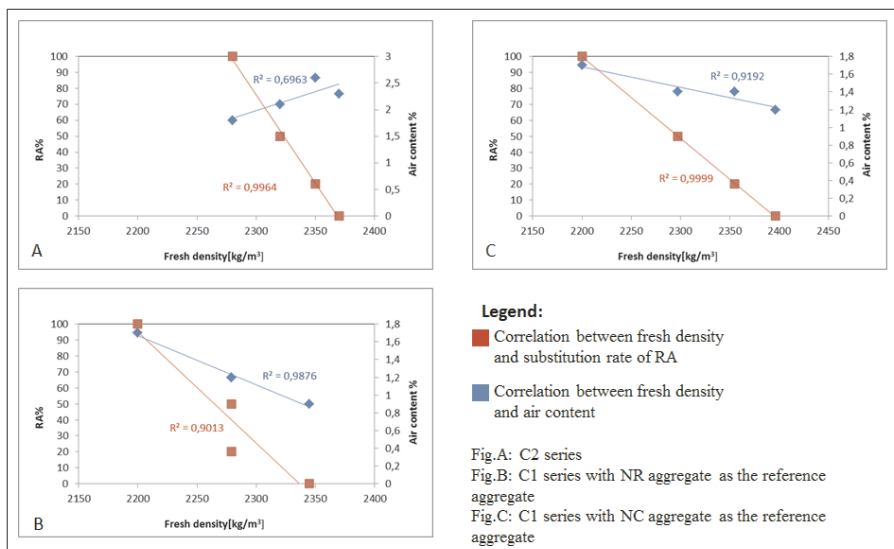 100
90
80
70
60
50
40
30
20
10
0
RA%
3
2,5
2
1,5
1
0,5
0
Air content %
R² = 0,6963
R² = 0,9964
2150 2200 2250 2300 2350 2400
Fresh density[kg/m³]
A
100
90
80
70
60
50
40
30
20
10
0
RA%
1,8
1,6
1,4
1,2
1
0,8
0,6
0,4
0,2
0
Air content %
R² = 0,9192
R² = 0,9999
2150 2200 2250 2300 2350 2400 2450
Fresh density[kg/m³]
C
100
90
80
70
60
50
40
30
20
10
0
RA%
1,8
1,6
1,4
1,2
1
0,8
0,6
0,4
0,2
0
Air content %
R² = 0,9876
R² = 0,9013
2150 2200 2250 2300 2350 2400
Fresh density[kg/m³]
B
Legend:
Correlation between fresh density
and substitution rate of RA
Correlation between fresh density
and air content
Fig.A: C2 series
Fig.B: C1 series with NR aggregate as the reference
aggregate
Fig.C: C1 series with NC aggregate as the reference
aggregate